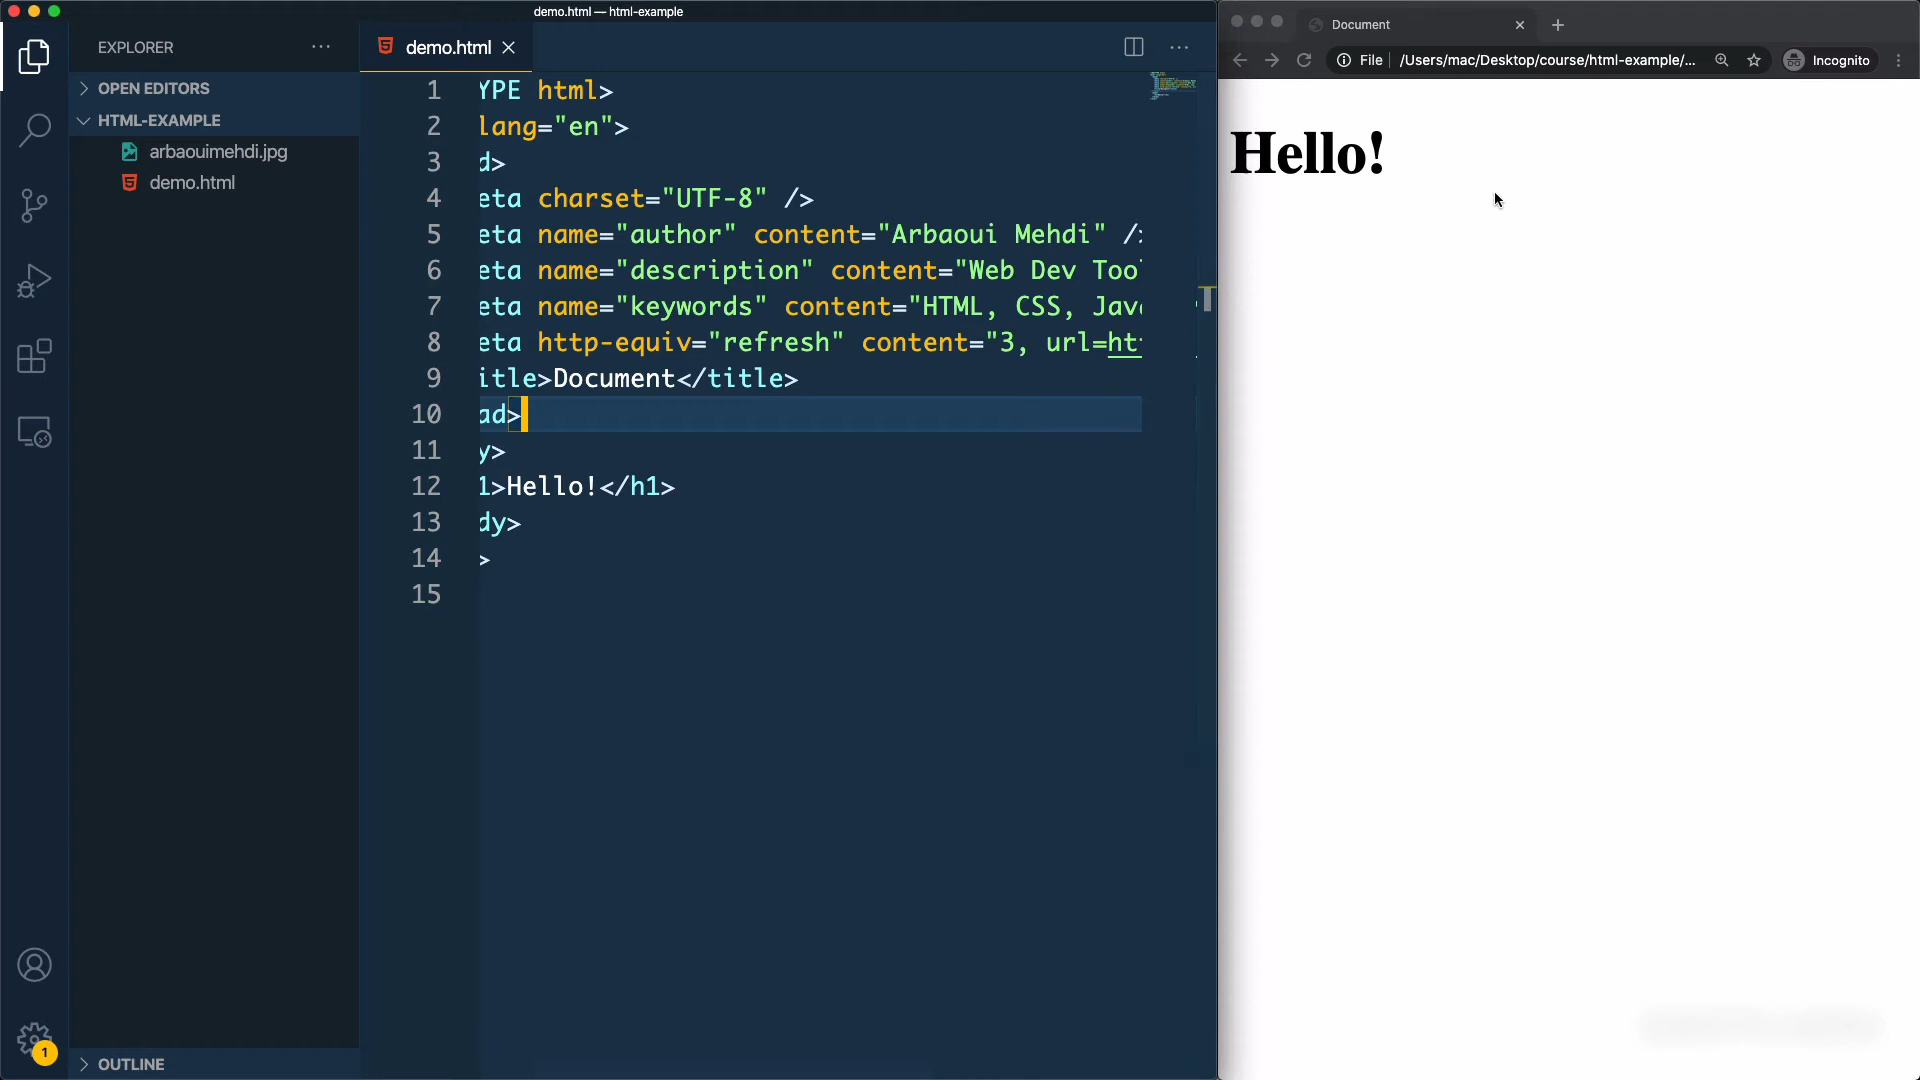 demo.html — html-example
EXPLORER
OPEN EDITORS
HTML-EXAMPLE
arbaouimehdi.jpg
demo.html
OUTLINE
1
demo.html
1 YPE html>
2 lang="en">
3 d>
4 eta charset="UTF-8" />
5 eta name="author" content="Arbaoui Mehdi" />
6 eta name="description" content="Web Dev Too
7 eta name="keywords" content="HTML, CSS, Jav
8 eta http-equiv="refresh" content="3, url=ht
9 itle>Document</title>
10 ad>
11 y>
12 1>Hello!</h1>
13 dy>
14 >
15
Document
File /Users/mac/Desktop/course/html-example/... Incognito
Hello!